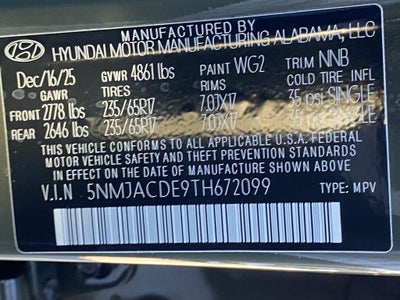 MANUFACTURED BY
HYUNDAI MOTOR MANUFACTURING ALABAMA, LLC
Dec/16/25 GVWR 4861 lbs PAINT WG2 TRIM NNB
GAWR TIRES RIMS COLD TIRE INFL
FRONT 2778 lbs 235/65R17 7.0JX17 35 psi SINGLE
REAR 2646 lbs 235/65R17 7.0JX17 35 psi SINGLE
THIS VEHICLE CONFORMS TO ALL APPLICABLE U.S.A. FEDERAL
MOTOR VEHICLE SAFETY AND THEFT PREVENTION STANDARDS IN
EFFECT ON THE DATE OF MANUFACTURE SHOWN ABOVE.
V.I.N 5NMJACDE9TH672099 TYPE: MPV